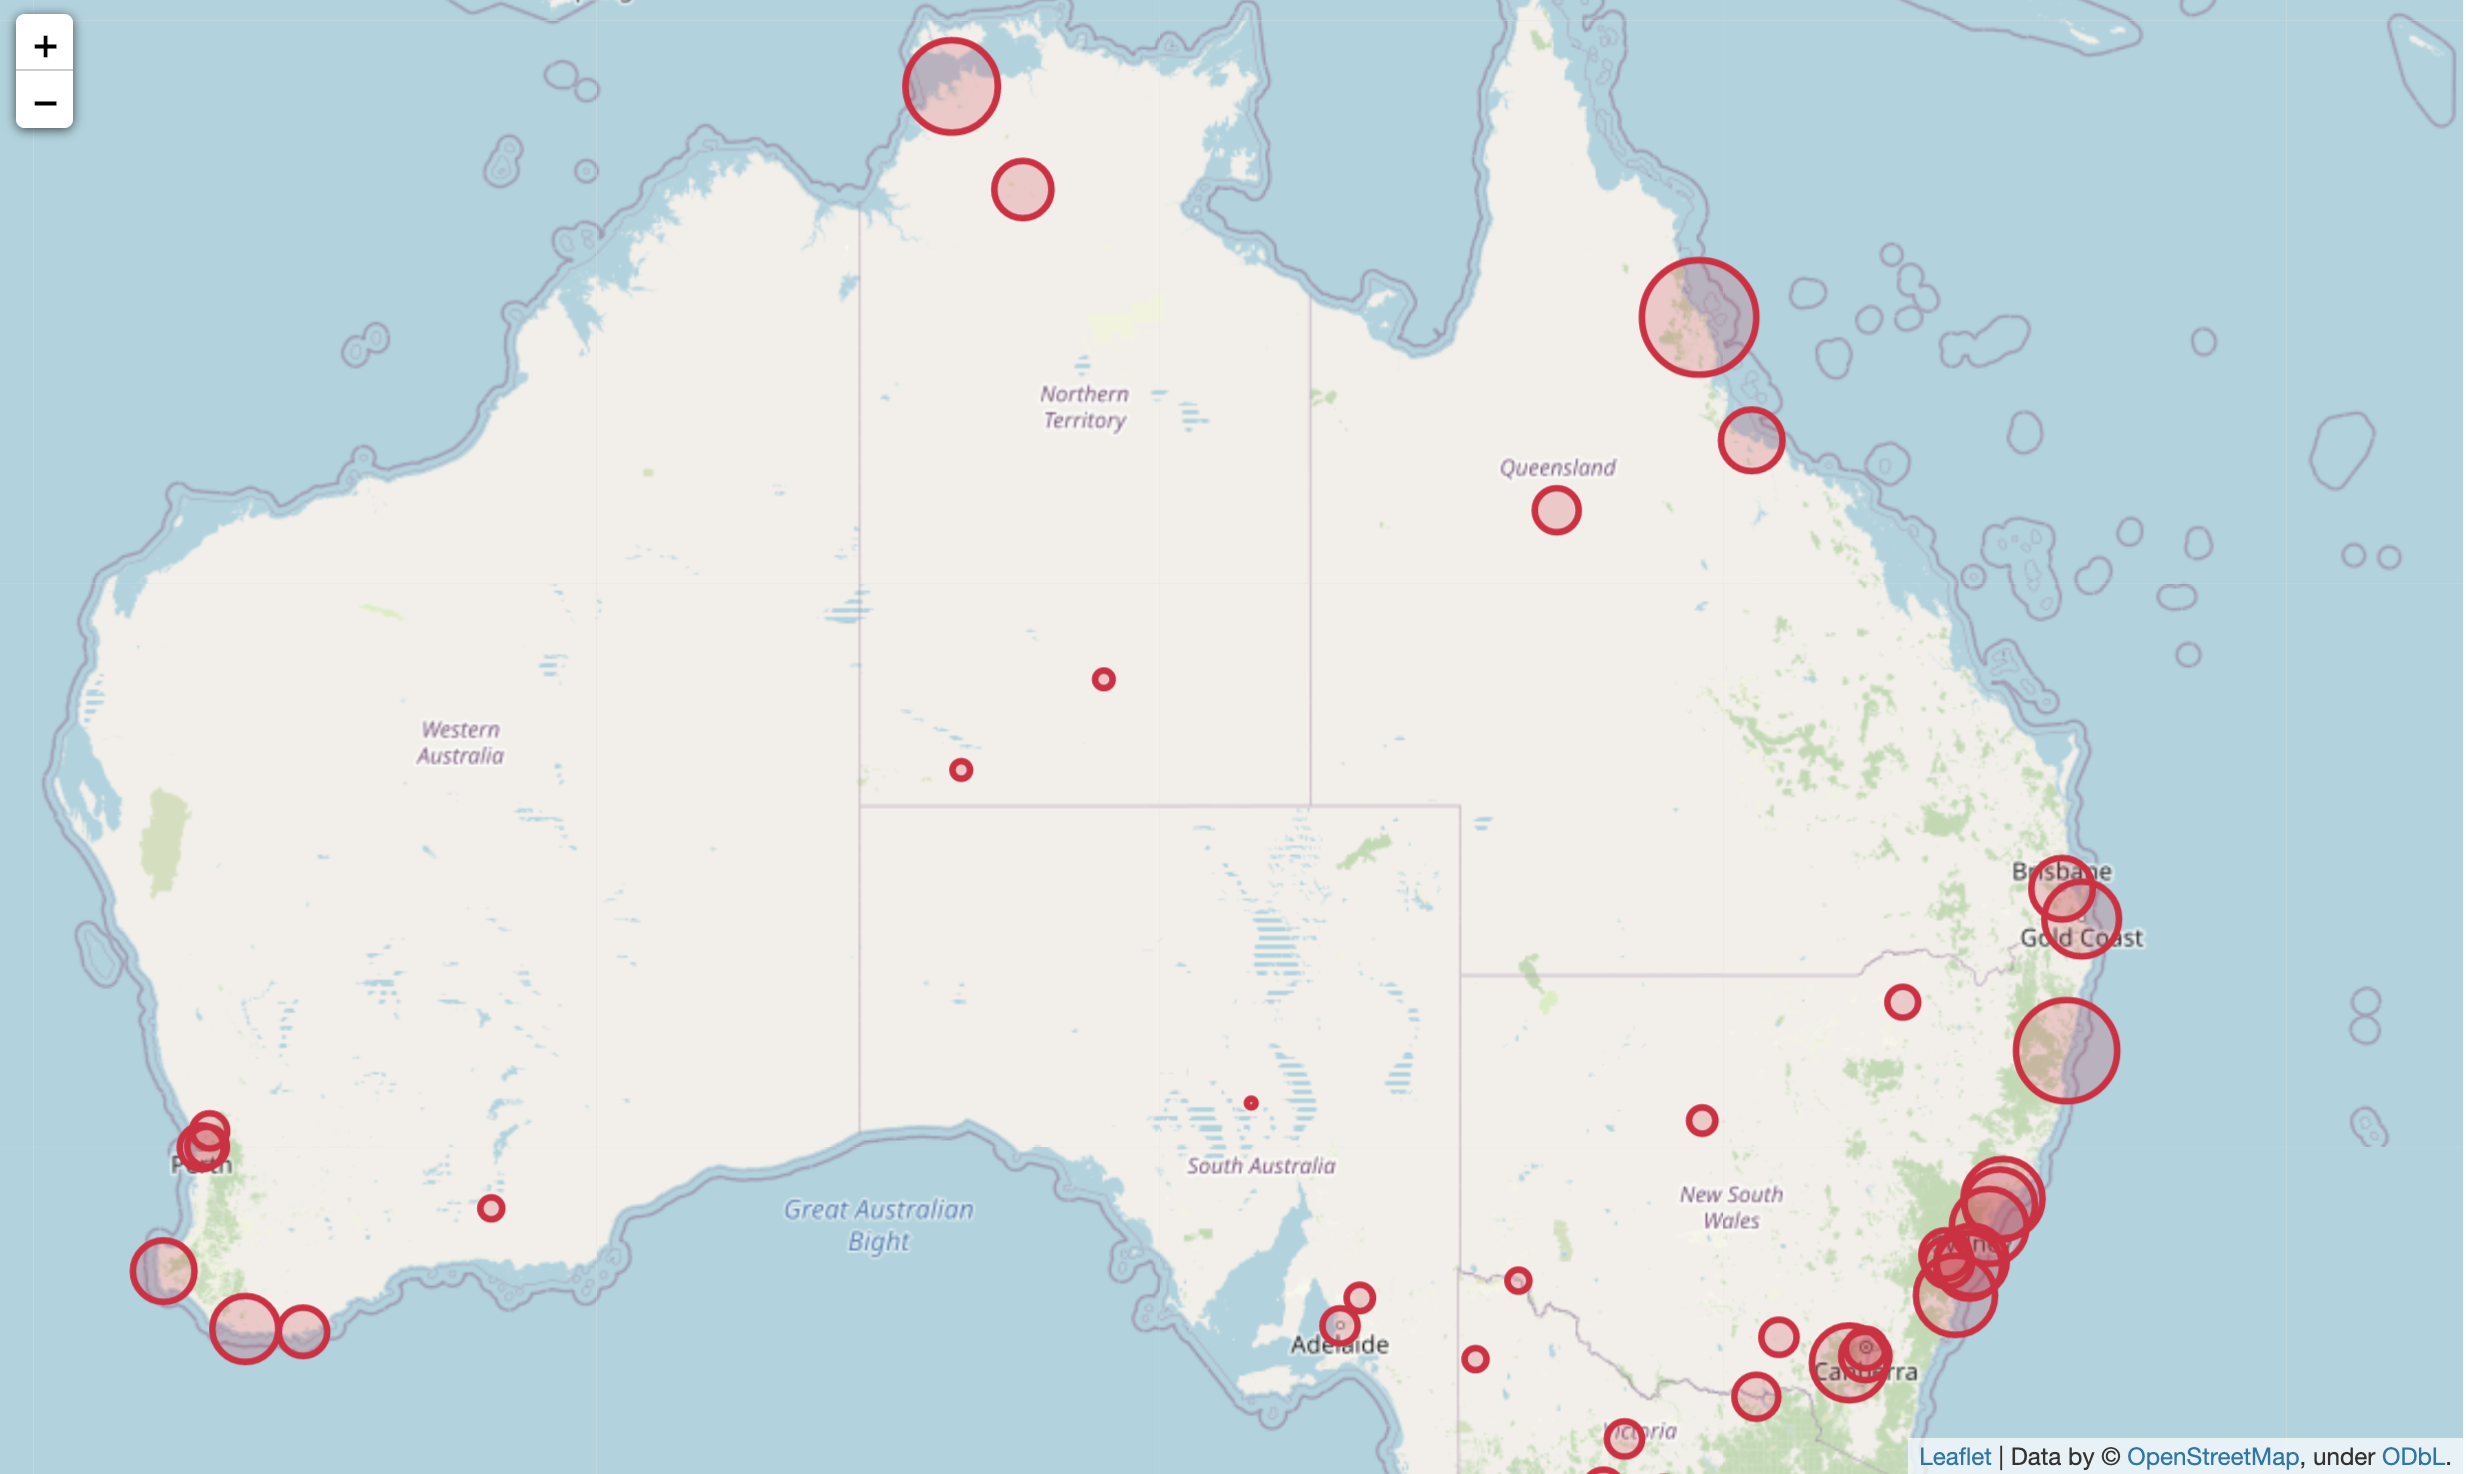 +
−
Northern
Territory
Queensland
Western
Australia
Brisbane
Gold Coast
Perth
South Australia
New South
Wales
Great Australian
Bight
Adelaide
Canberra
Victoria
Leaflet | Data by © OpenStreetMap, under ODbL.